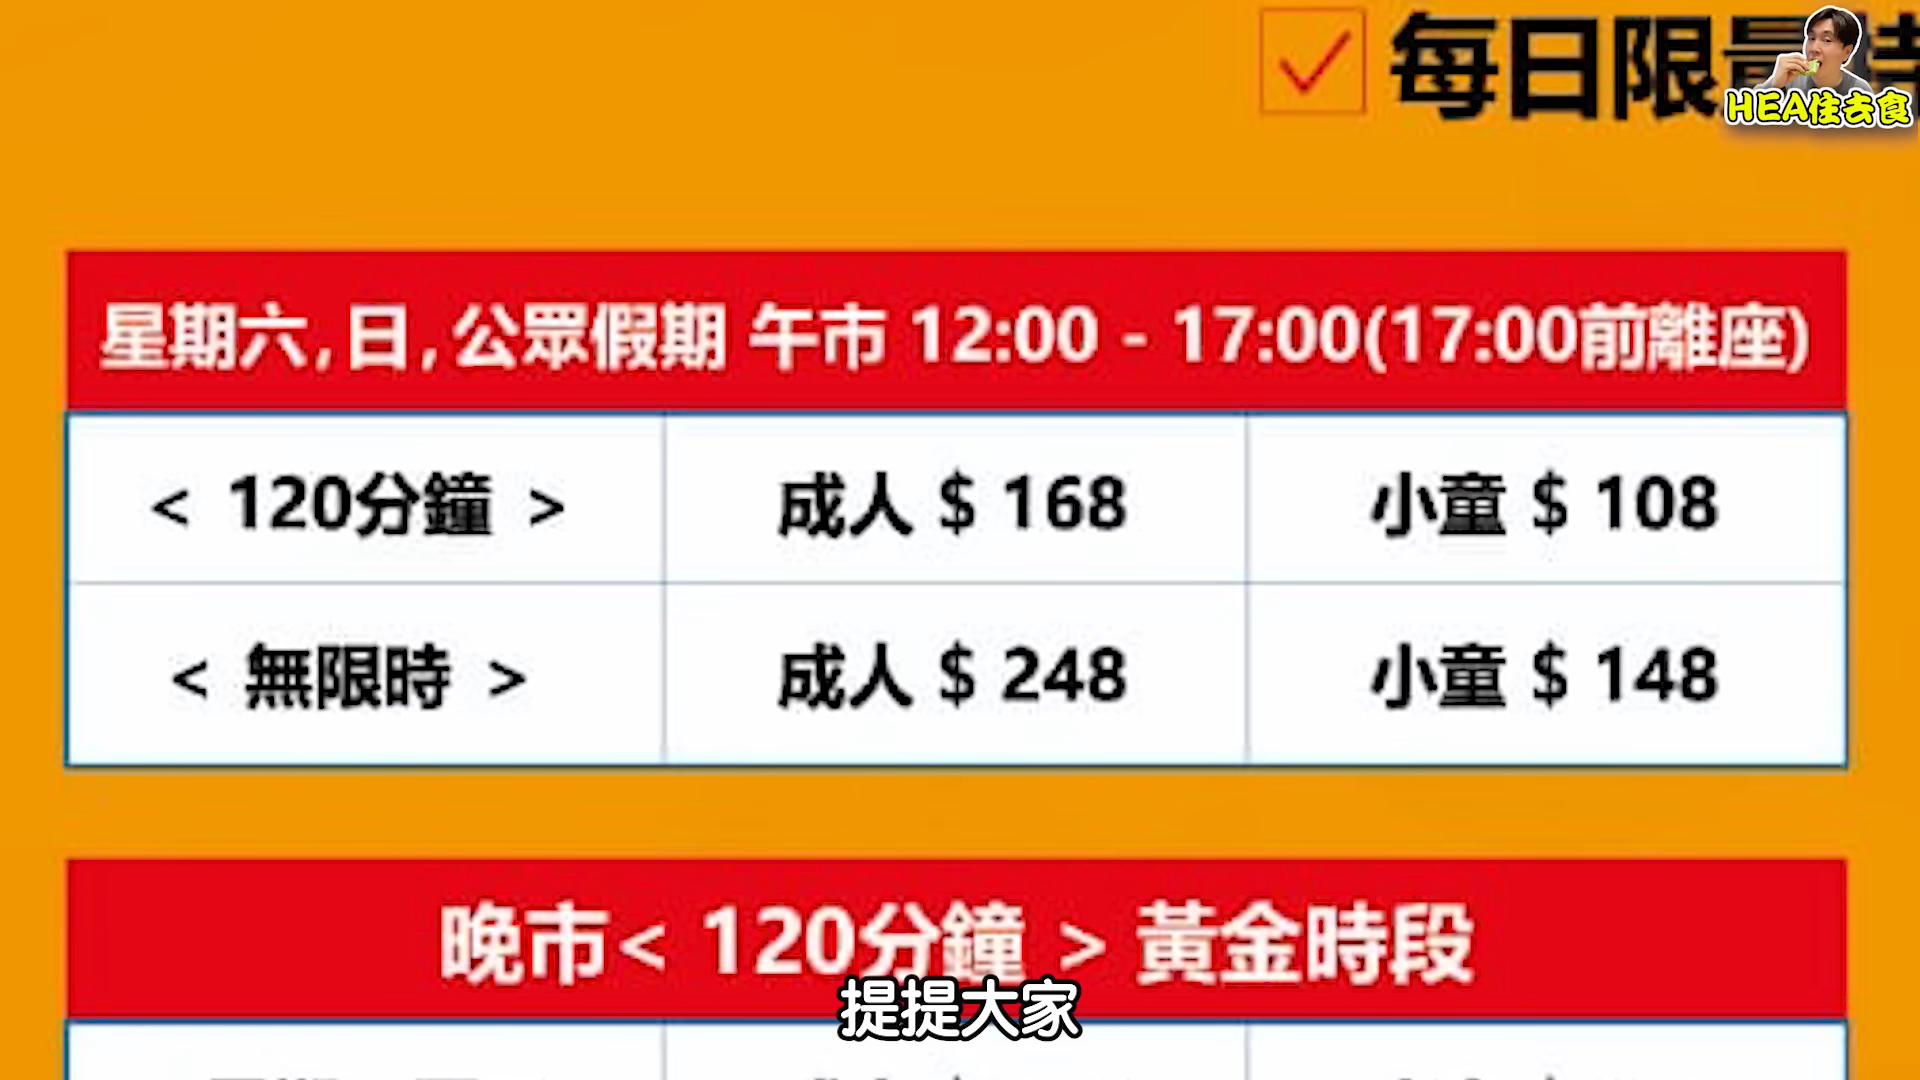 每日限量特
HEA住去食
星期六, 日, 公眾假期 午市 12:00 - 17:00(17:00前離座)
< 120分鐘 > 成人 $ 168 小童 $ 108
< 無限時 > 成人 $ 248 小童 $ 148
晚市< 120分鐘 > 黃金時段
提提大家